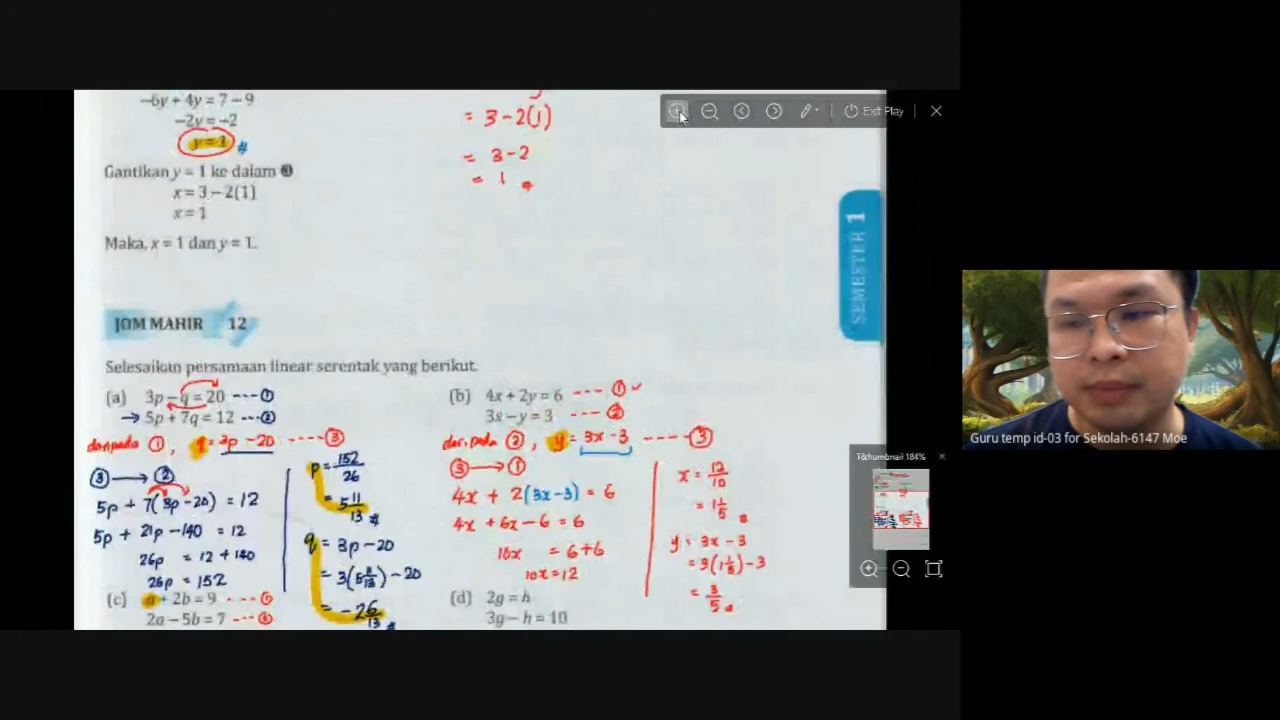 −6y + 4y = 7 − 9
−2y = −2
y = 1 #
Gantikan y = 1 ke dalam ❸
x = 3 − 2(1)
x = 1
Maka, x = 1 dan y = 1.
= 3 − 2(1)
= 3 − 2
= 1
Exit Play
SEMESTER 1
JOM MAHIR 12
Selesaikan persamaan linear serentak yang berikut.
(a) 3p − q = 20 ---- ①
→ 5p + 7q = 12 --- ②
daripada ①, q = 3p − 20 ----- ③
③ → ②
5p + 7(3p − 20) = 12
5p + 21p − 140 = 12
26p = 12 + 140
26p = 152
p = 152/26
= 5 11/13 #
q = 3p − 20
= 3(5 11/13) − 20
(b) 4x + 2y = 6 ---- ① ✓
3x − y = 3 ---- ②
daripada ②, y = 3x − 3 ----- ③
③ → ①
4x + 2(3x − 3) = 6
4x + 6x − 6 = 6
10x = 6 + 6
10x = 12
x = 12/10
= 1 1/5
y = 3x − 3
= 3(1 1/5) − 3
= 3/5
(c) a + 2b = 9 ---- ①
2a − 5b = 7 ---- ②
(d) 2g = h
3g − h = 10
Guru temp id-03 for Sekolah-6147 Moe
Thumbnail 184%